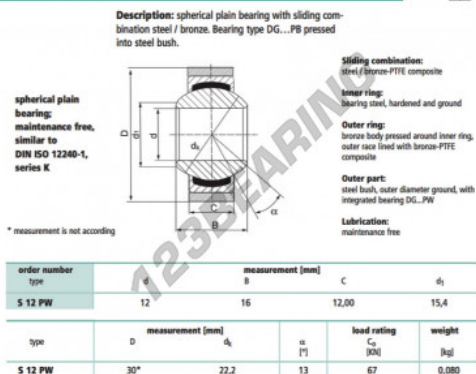 Description: spherical plain bearing with sliding com-
bination steel / bronze. Bearing type DG...PB pressed
into steel bush.
spherical plain
bearing;
maintenance free,
similar to
DIN ISO 12240-1,
series K
* measurement is not according
D
d₁
d
dₖ
C
B
α
Sliding combination:
steel / bronze-PTFE composite
Inner ring:
bearing steel, hardened and ground
Outer ring:
bronze body pressed around inner ring,
outer race lined with bronze-PTFE
composite
Outer part:
steel bush, outer diameter ground, with
integrated bearing DG...PW
Lubrication:
maintenance free
123BEARING
order number measurement [mm]
type d B C d₁
S 12 PW 12 16 12,00 15,4
measurement [mm] load rating weight
type D dₖ α C₀
[°] [KN] [kg]
S 12 PW 30* 22,2 13 67 0,080